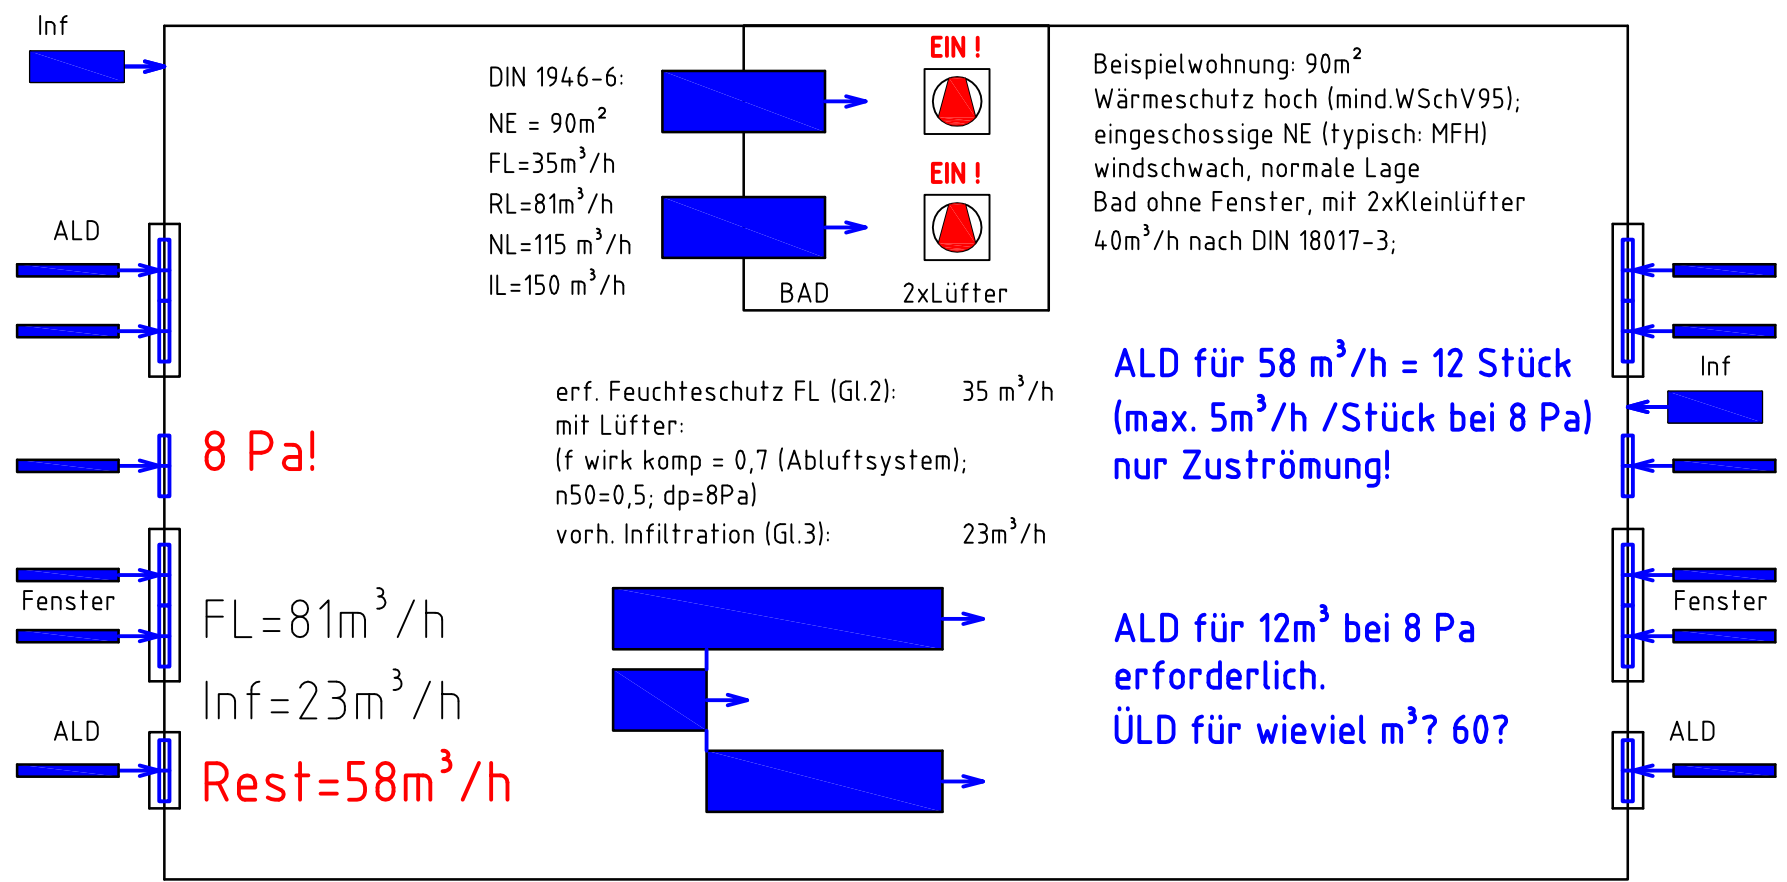 Inf
DIN 1946-6:
NE = 90m²
FL=35m³/h
RL=81m³/h
NL=115 m³/h
IL=150 m³/h
EIN !
EIN !
BAD
2xLüfter
Beispielwohnung: 90m²
Wärmeschutz hoch (mind.WSchV95);
eingeschossige NE (typisch: MFH)
windschwach, normale Lage
Bad ohne Fenster, mit 2xKleinlüfter
40m³/h nach DIN 18017-3;
ALD
8 Pa!
erf. Feuchteschutz FL (Gl.2): 35 m³/h
mit Lüfter:
(f wirk komp = 0,7 (Abluftsystem);
n50=0,5; dp=8Pa)
vorh. Infiltration (Gl.3): 23m³/h
ALD für 58 m³/h = 12 Stück
(max. 5m³/h /Stück bei 8 Pa)
nur Zuströmung!
Inf
Fenster
FL=81m³/h
Inf=23m³/h
Rest=58m³/h
ALD
ALD für 12m³ bei 8 Pa
erforderlich.
ÜLD für wieviel m³? 60?
Fenster
ALD